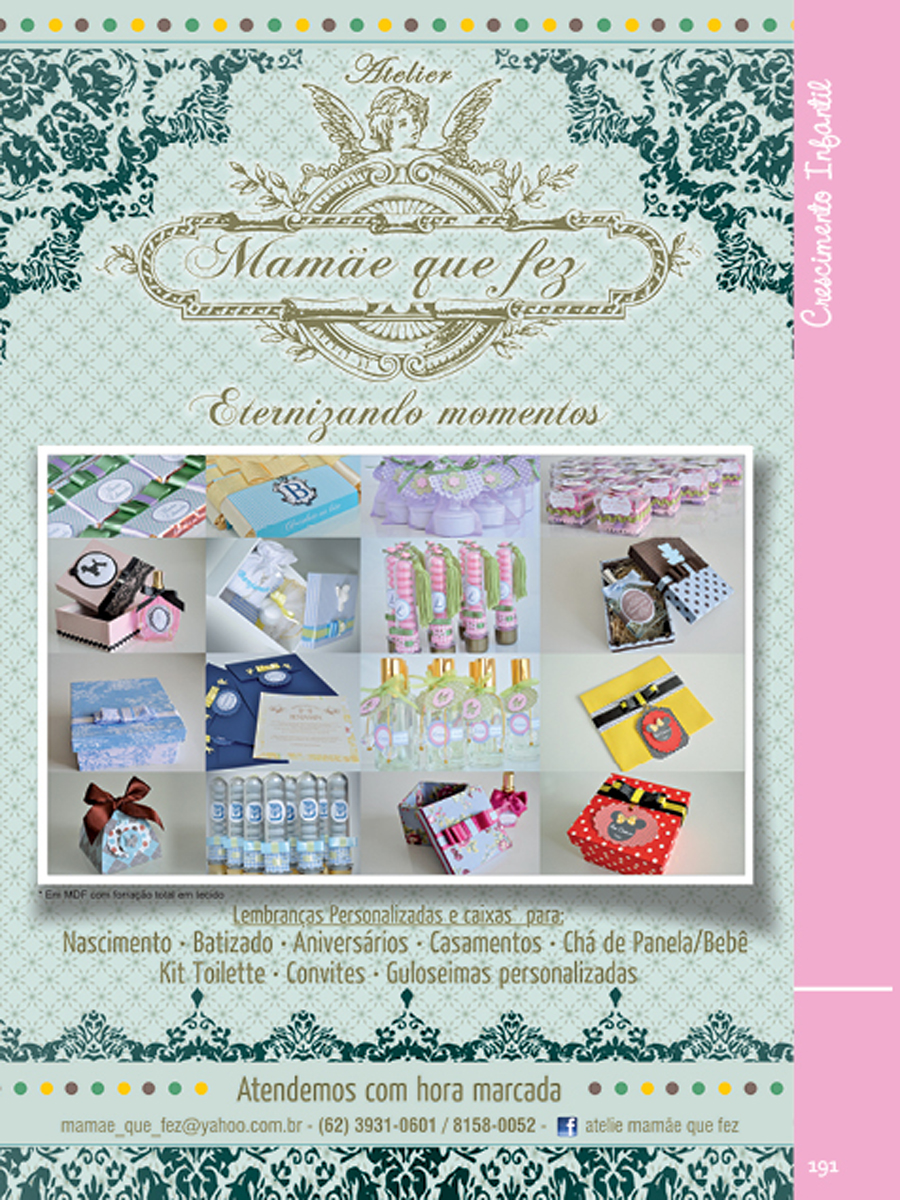 Atelier
Mamãe que fez
Eternizando momentos
* Em MDF com forração total em tecido
Lembranças Personalizadas e caixas* para:
Nascimento • Batizado • Aniversários • Casamentos • Chá de Panela/Bebê
Kit Toilette • Convites • Guloseimas personalizadas
Atendemos com hora marcada
mamae_que_fez@yahoo.com.br - (62) 3931-0601 / 8158-0052 - f atelie mamãe que fez
Crescimento Infantil
191
B